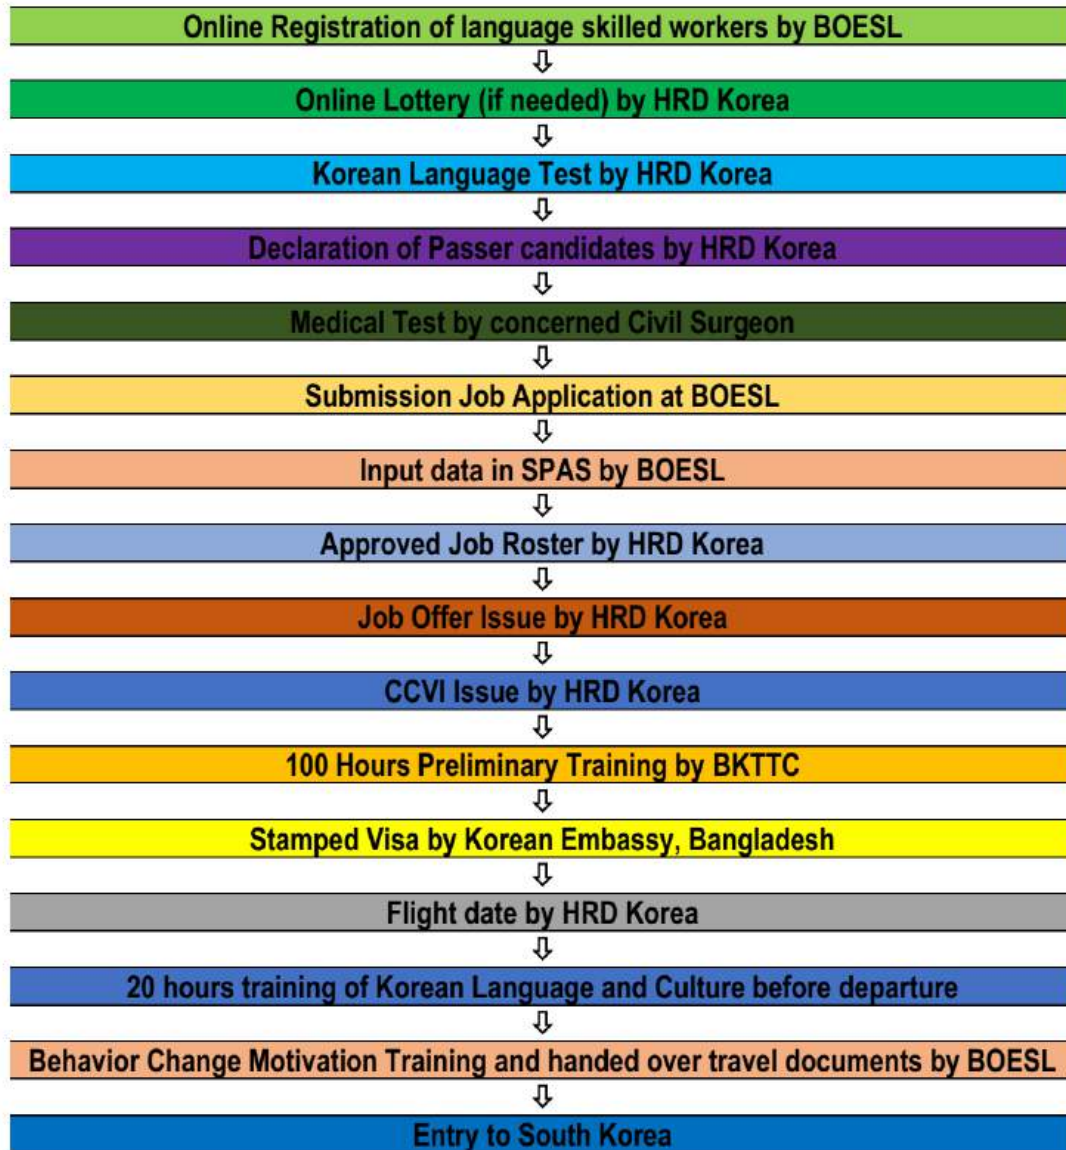 Online Registration of language skilled workers by BOESL
Online Lottery (if needed) by HRD Korea
Korean Language Test by HRD Korea
Declaration of Passer candidates by HRD Korea
Medical Test by concerned Civil Surgeon
Submission Job Application at BOESL
Input data in SPAS by BOESL
Approved Job Roster by HRD Korea
Job Offer Issue by HRD Korea
CCVI Issue by HRD Korea
100 Hours Preliminary Training by BKTTC
Stamped Visa by Korean Embassy, Bangladesh
Flight date by HRD Korea
20 hours training of Korean Language and Culture before departure
Behavior Change Motivation Training and handed over travel documents by BOESL
Entry to South Korea